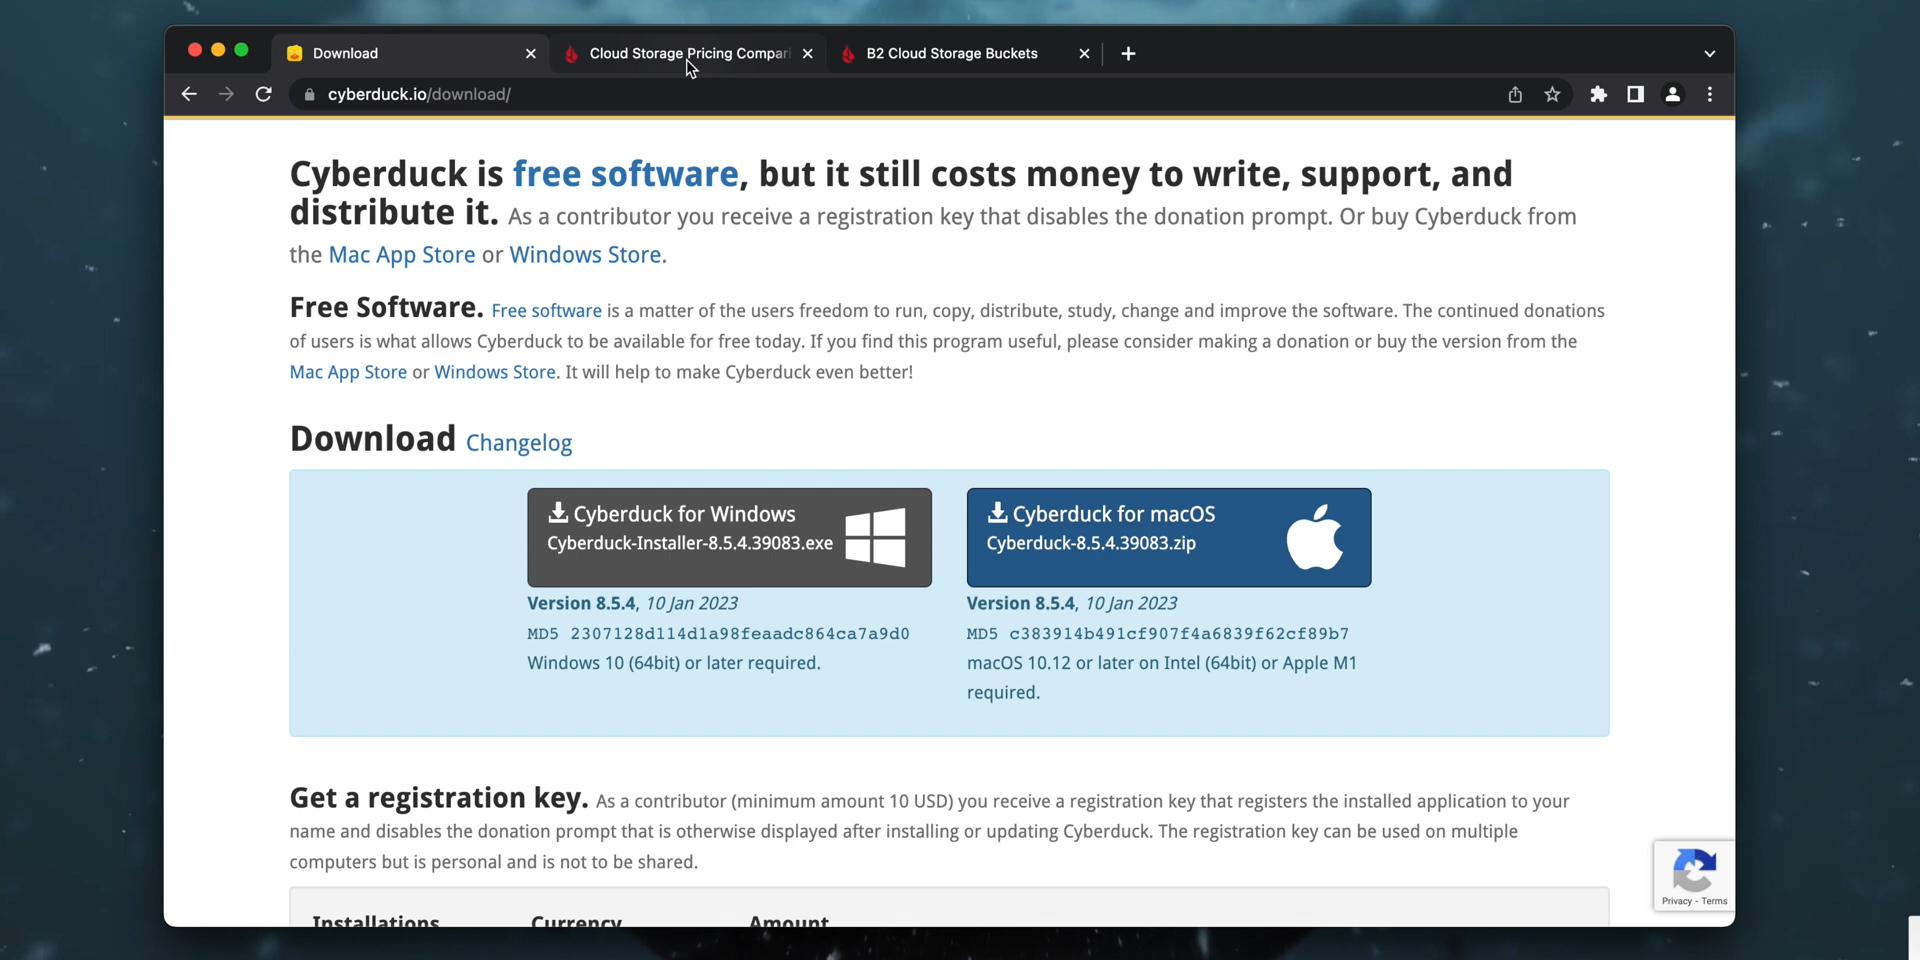 Download
Cloud Storage Pricing Compari
B2 Cloud Storage Buckets
cyberduck.io/download/
Cyberduck is free software, but it still costs money to write, support, and
distribute it. As a contributor you receive a registration key that disables the donation prompt. Or buy Cyberduck from
the Mac App Store or Windows Store.
Free Software. Free software is a matter of the users freedom to run, copy, distribute, study, change and improve the software. The continued donations
of users is what allows Cyberduck to be available for free today. If you find this program useful, please consider making a donation or buy the version from the
Mac App Store or Windows Store. It will help to make Cyberduck even better!
Download Changelog
Cyberduck for Windows
Cyberduck-Installer-8.5.4.39083.exe
Version 8.5.4, 10 Jan 2023
MD5 2307128d114d1a98feaadc864ca7a9d0
Windows 10 (64bit) or later required.
Cyberduck for macOS
Cyberduck-8.5.4.39083.zip
Version 8.5.4, 10 Jan 2023
MD5 c383914b491cf907f4a6839f62cf89b7
macOS 10.12 or later on Intel (64bit) or Apple M1
required.
Get a registration key. As a contributor (minimum amount 10 USD) you receive a registration key that registers the installed application to your
name and disables the donation prompt that is otherwise displayed after installing or updating Cyberduck. The registration key can be used on multiple
computers but is personal and is not to be shared.
Privacy - Terms
Installations Currency Amount